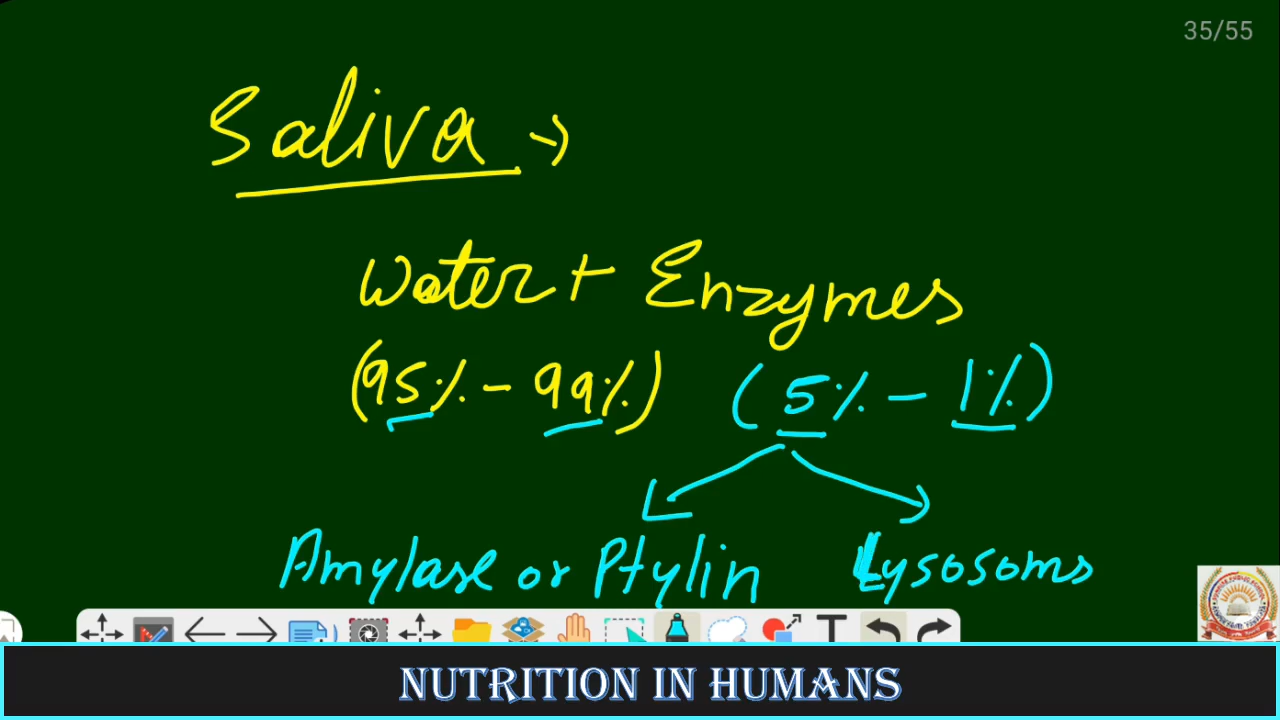 35/55
Saliva →
Water + Enzymes
(95% - 99%) (5% - 1%)
Amylase or Ptylin Lysosoms
T
NUTRITION IN HUMANS